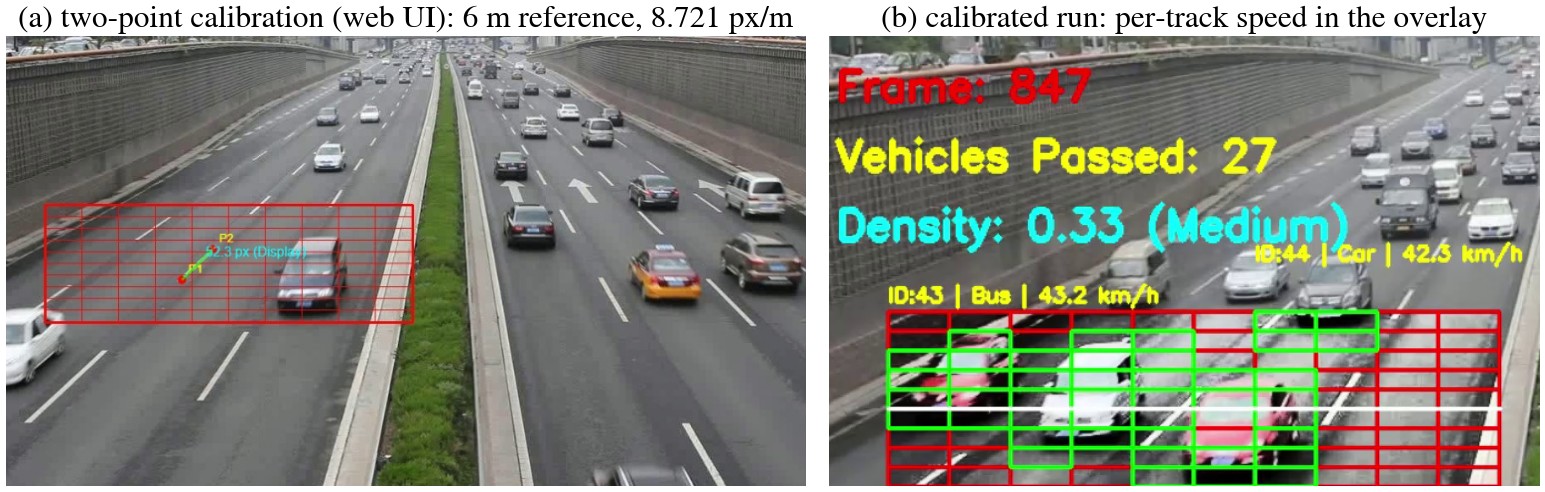 (a) two-point calibration (web UI): 6 m reference, 8.721 px/m
P2
52.3 px (Display)
P1
(b) calibrated run: per-track speed in the overlay
Frame: 847
Vehicles Passed: 27
Density: 0.33 (Medium)
ID:44 | Car | 42.3 km/h
ID:43 | Bus | 43.2 km/h